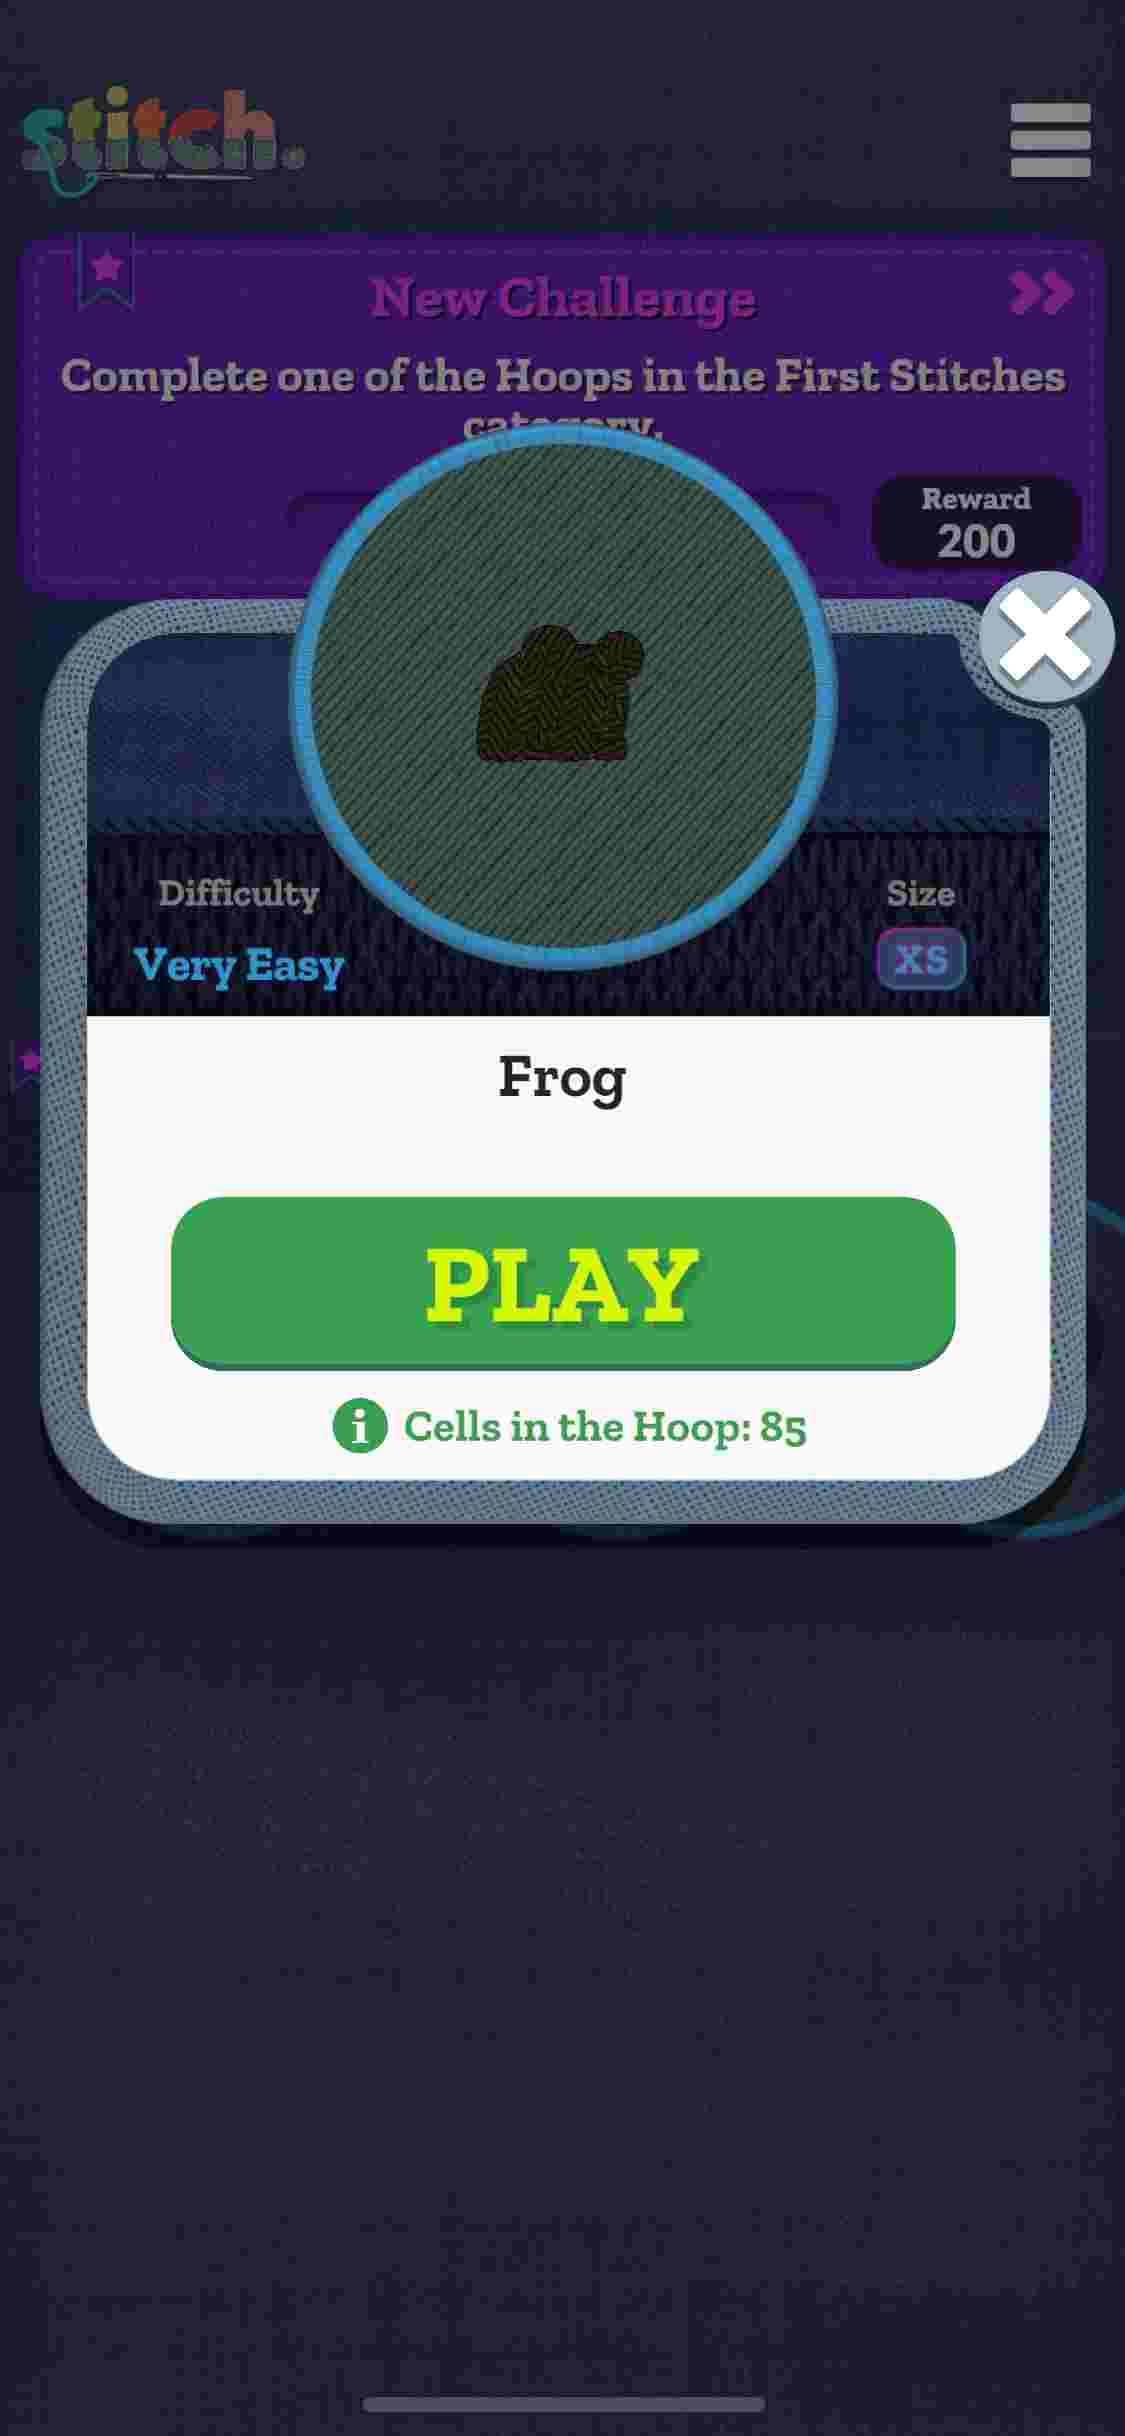 stitch.
New Challenge
Complete one of the Hoops in the First Stitches
category.
Reward
200
Difficulty
Very Easy
Size
XS
Frog
PLAY
i Cells in the Hoop: 85